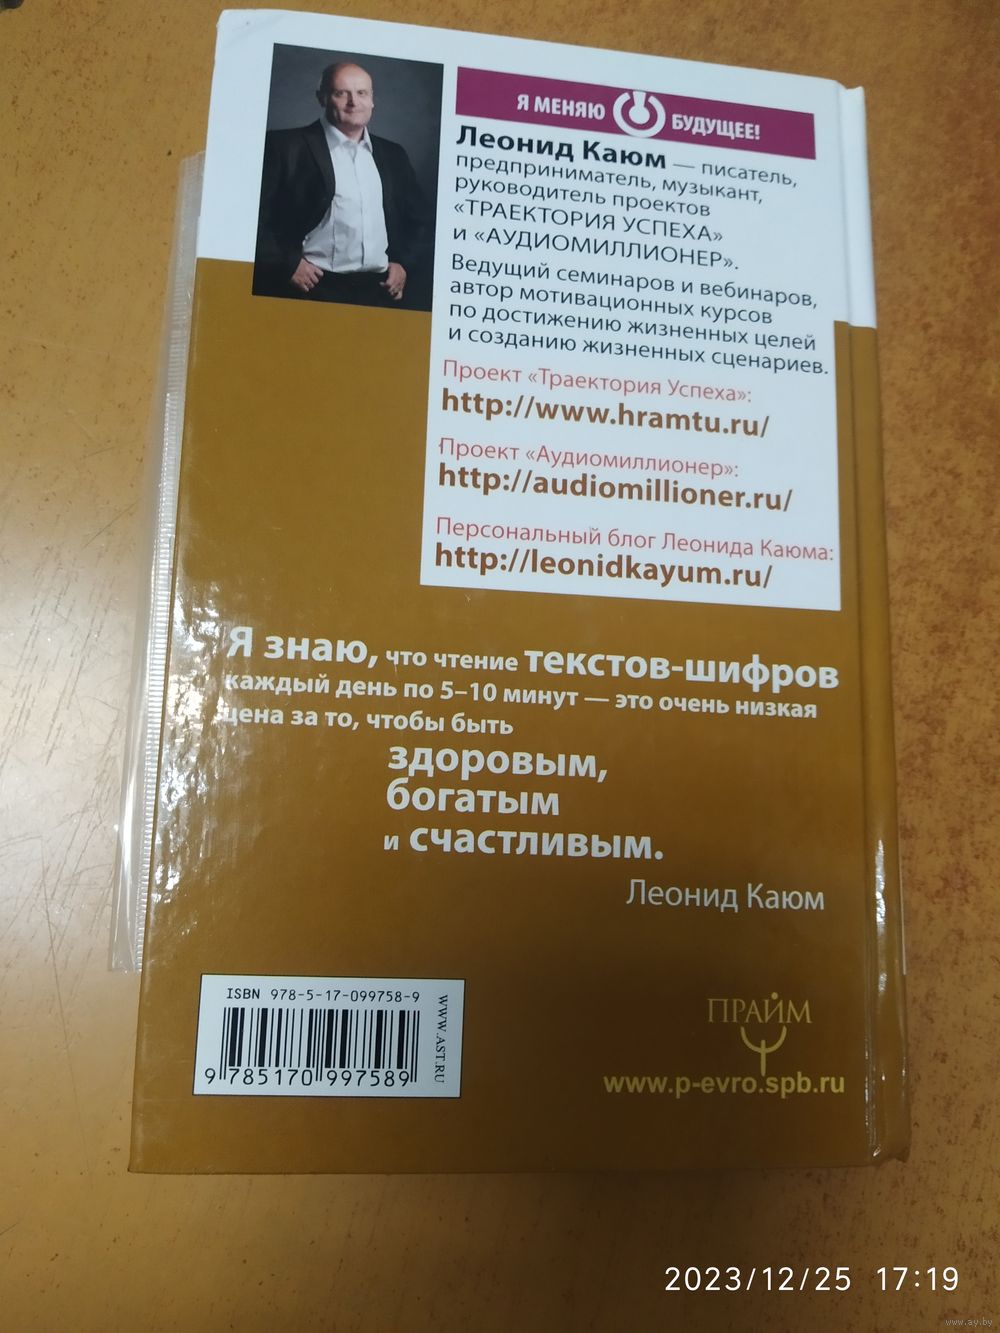 Я МЕНЯЮ БУДУЩЕЕ!
Леонид Каюм — писатель,
предприниматель, музыкант,
руководитель проектов
«ТРАЕКТОРИЯ УСПЕХА»
и «АУДИОМИЛЛИОНЕР».
Ведущий семинаров и вебинаров,
автор мотивационных курсов
по достижению жизненных целей
и созданию жизненных сценариев.
Проект «Траектория Успеха»:
http://www.hramtu.ru/
Проект «Аудиомиллионер»:
http://audiomillioner.ru/
Персональный блог Леонида Каюма:
http://leonidkayum.ru/
Я знаю, что чтение текстов-шифров
каждый день по 5–10 минут — это очень низкая
цена за то, чтобы быть
здоровым,
богатым
и счастливым.
Леонид Каюм
ISBN 978-5-17-099758-9
9 785170 997589
WWW.AST.RU
ПРАЙМ
www.p-evro.spb.ru
2023/12/25 17:19
www.ay.by